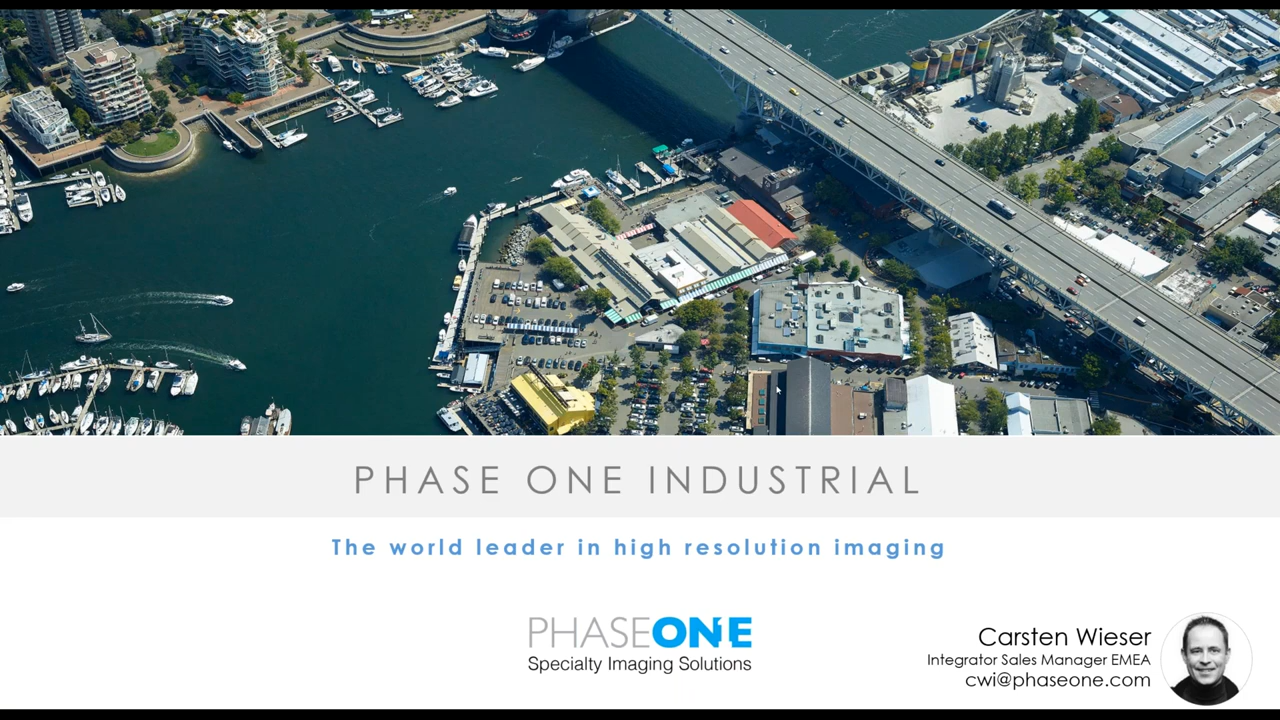 PHASE ONE INDUSTRIAL
The world leader in high resolution imaging
PHASEONE
Specialty Imaging Solutions
Carsten Wieser
Integrator Sales Manager EMEA
cwi@phaseone.com